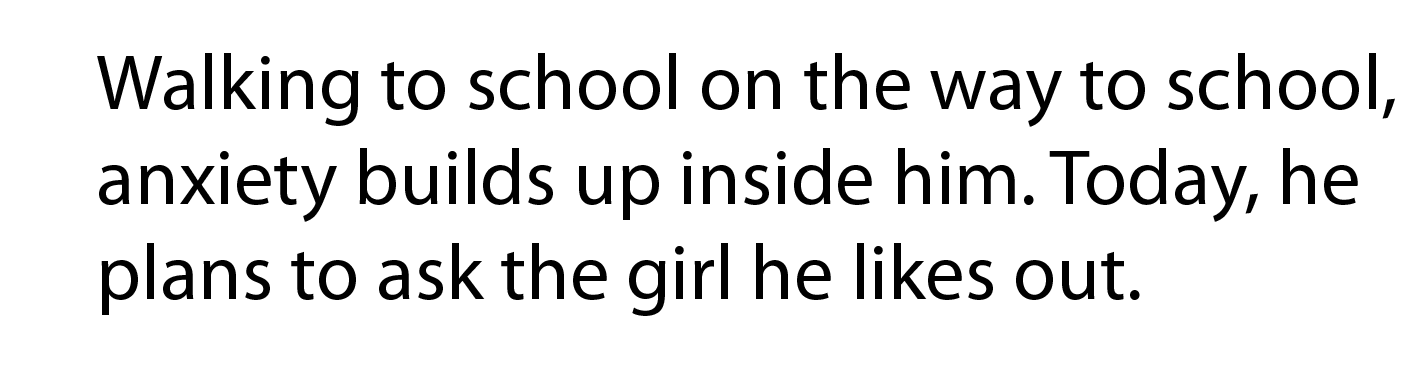 Walking to school on the way to school,
anxiety builds up inside him. Today, he
plans to ask the girl he likes out.